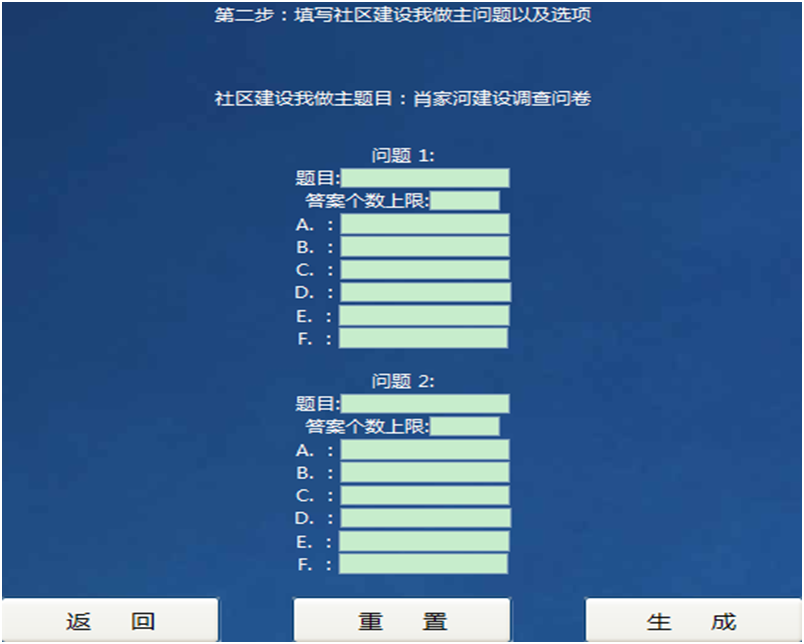 第二步：填写社区建设我做主问题以及选项
社区建设我做主题目：肖家河建设调查问卷
问题 1:
题目:
答案个数上限:
A. :
B. :
C. :
D. :
E. :
F. :
问题 2:
题目:
答案个数上限:
A. :
B. :
C. :
D. :
E. :
F. :
返 回 重 置 生 成